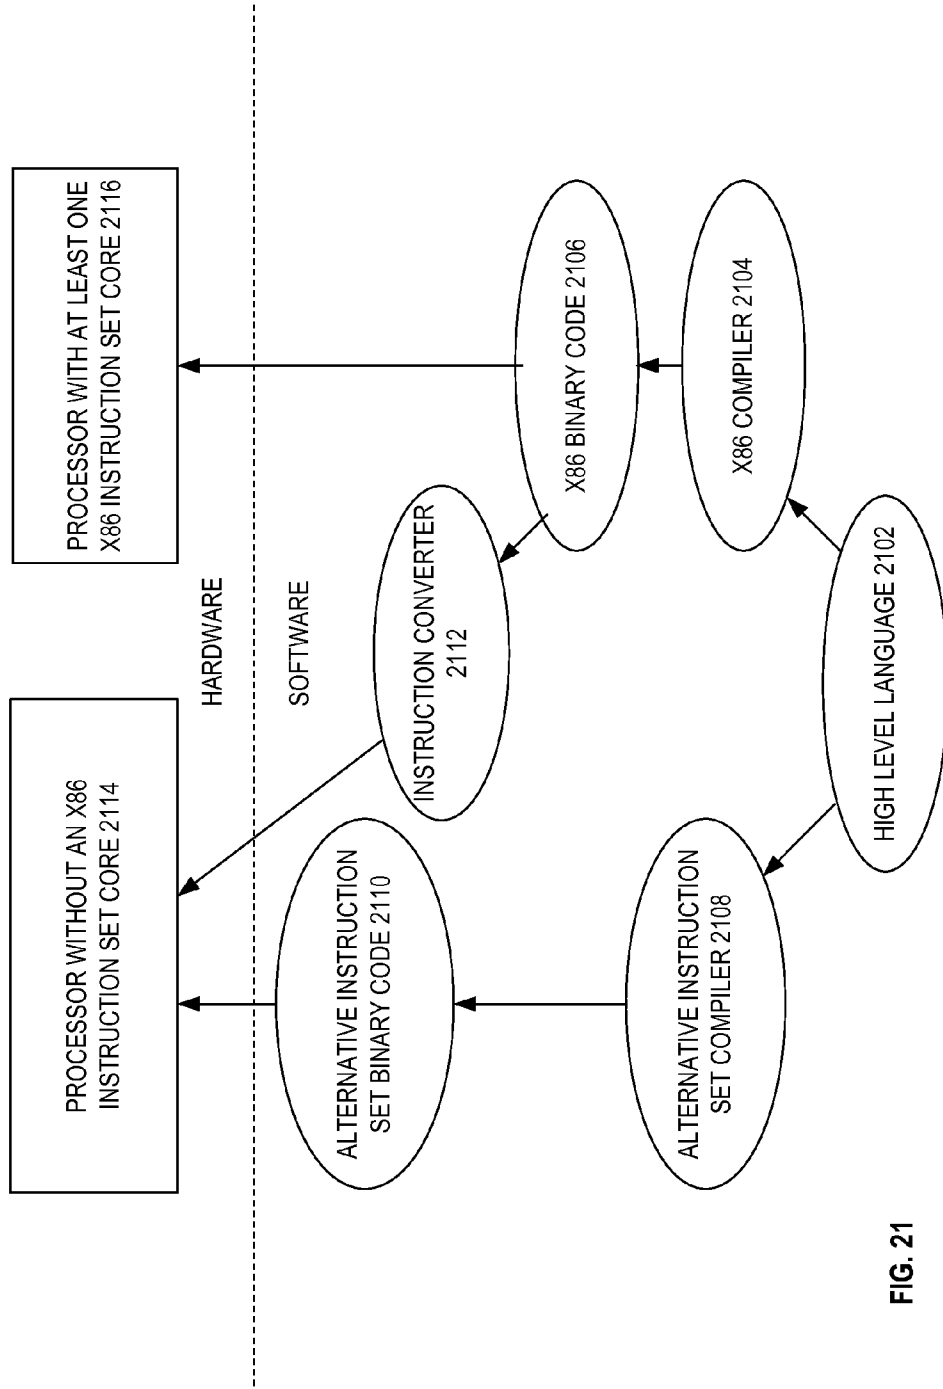 PROCESSOR WITHOUT AN X86
INSTRUCTION SET CORE 2114
PROCESSOR WITH AT LEAST ONE
X86 INSTRUCTION SET CORE 2116
HARDWARE
SOFTWARE
ALTERNATIVE INSTRUCTION
SET BINARY CODE 2110
INSTRUCTION CONVERTER
2112
X86 BINARY CODE 2106
ALTERNATIVE INSTRUCTION
SET COMPILER 2108
X86 COMPILER 2104
HIGH LEVEL LANGUAGE 2102
FIG. 21